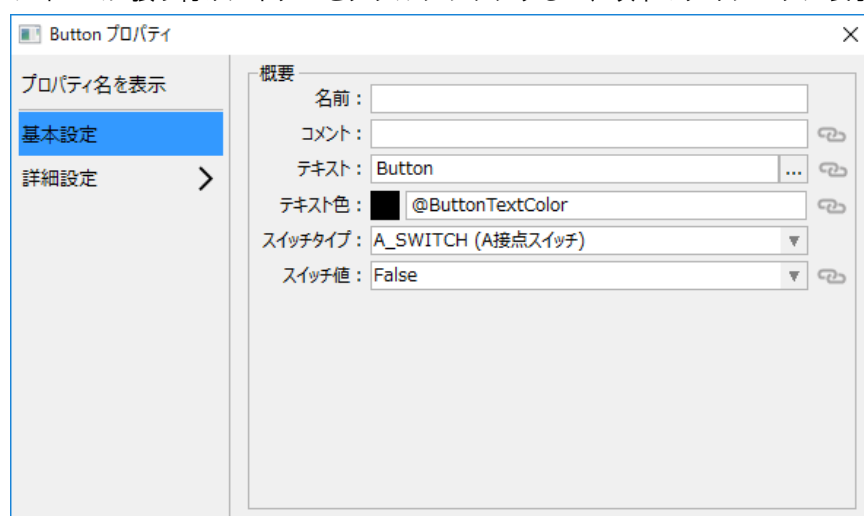 Button プロパティ
プロパティ名を表示
基本設定
詳細設定
概要
名前：
コメント：
テキスト： Button ...
テキスト色： @ButtonTextColor
スイッチタイプ： A_SWITCH (A接点スイッチ)
スイッチ値： False